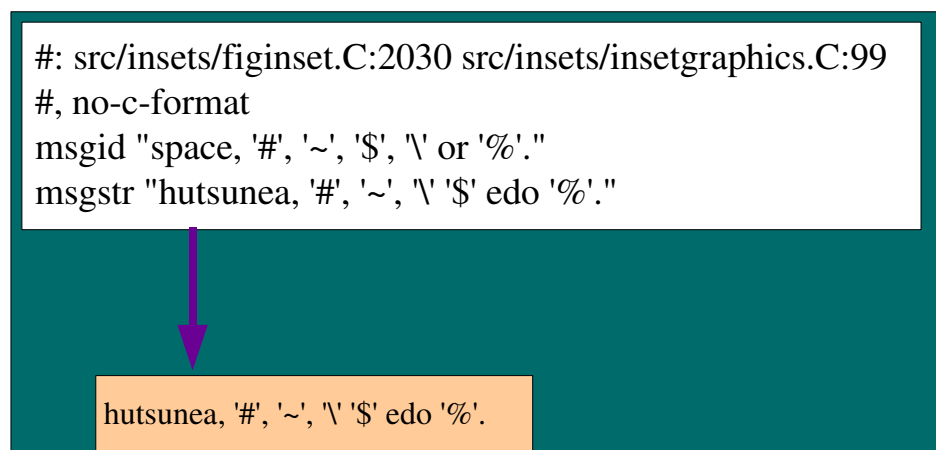 #: src/insets/figinset.C:2030 src/insets/insetgraphics.C:99
#, no-c-format
msgid "space, '#', '~', '$', '\' or '%'."
msgstr "hutsunea, '#', '~', '\' '$' edo '%'."
hutsunea, '#', '~', '\' '$' edo '%'.